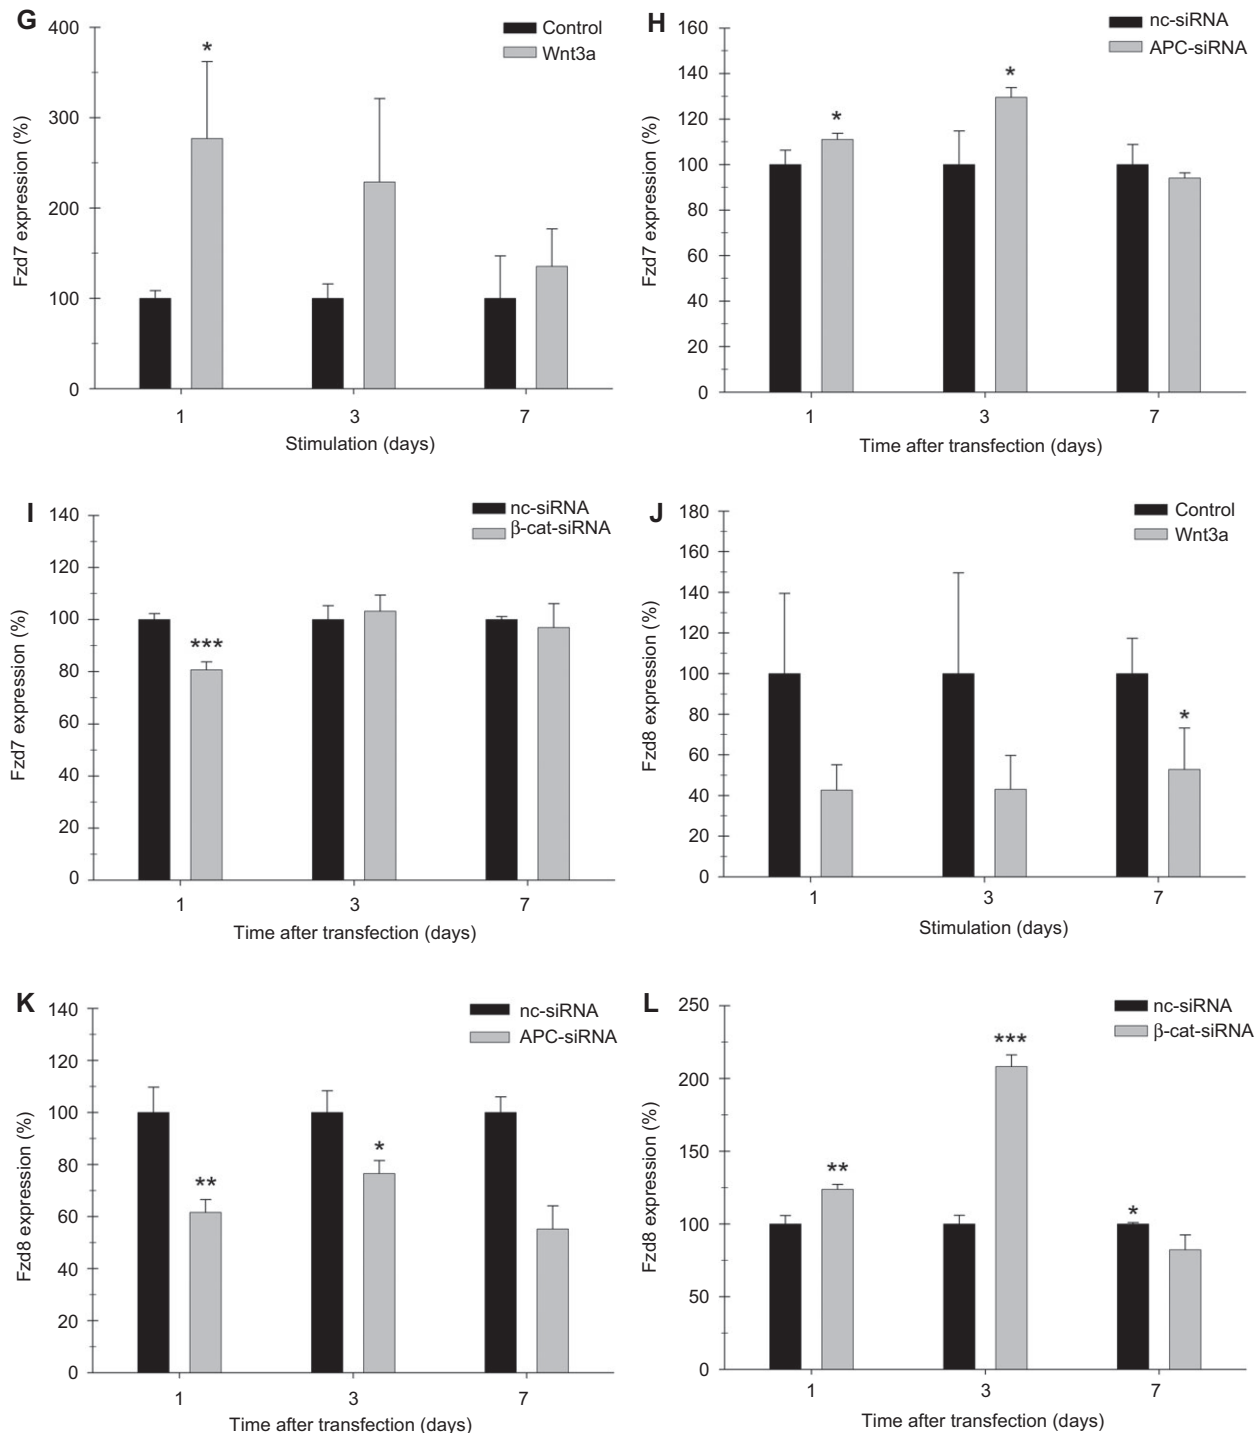 G
Control
Wnt3a
Fzd7 expression (%)
400
300
200
100
0
*
1 3 7
Stimulation (days)
H
nc-siRNA
APC-siRNA
Fzd7 expression (%)
160
140
120
100
80
60
40
20
0
*
*
1 3 7
Time after transfection (days)
I
nc-siRNA
β-cat-siRNA
Fzd7 expression (%)
140
120
100
80
60
40
20
0
***
1 3 7
Time after transfection (days)
J
Control
Wnt3a
Fzd8 expression (%)
180
160
140
120
100
80
60
40
20
0
*
1 3 7
Stimulation (days)
K
nc-siRNA
APC-siRNA
Fzd8 expression (%)
140
120
100
80
60
40
20
0
**
*
1 3 7
Time after transfection (days)
L
nc-siRNA
β-cat-siRNA
Fzd8 expression (%)
250
200
150
100
50
0
**
***
*
1 3 7
Time after transfection (days)